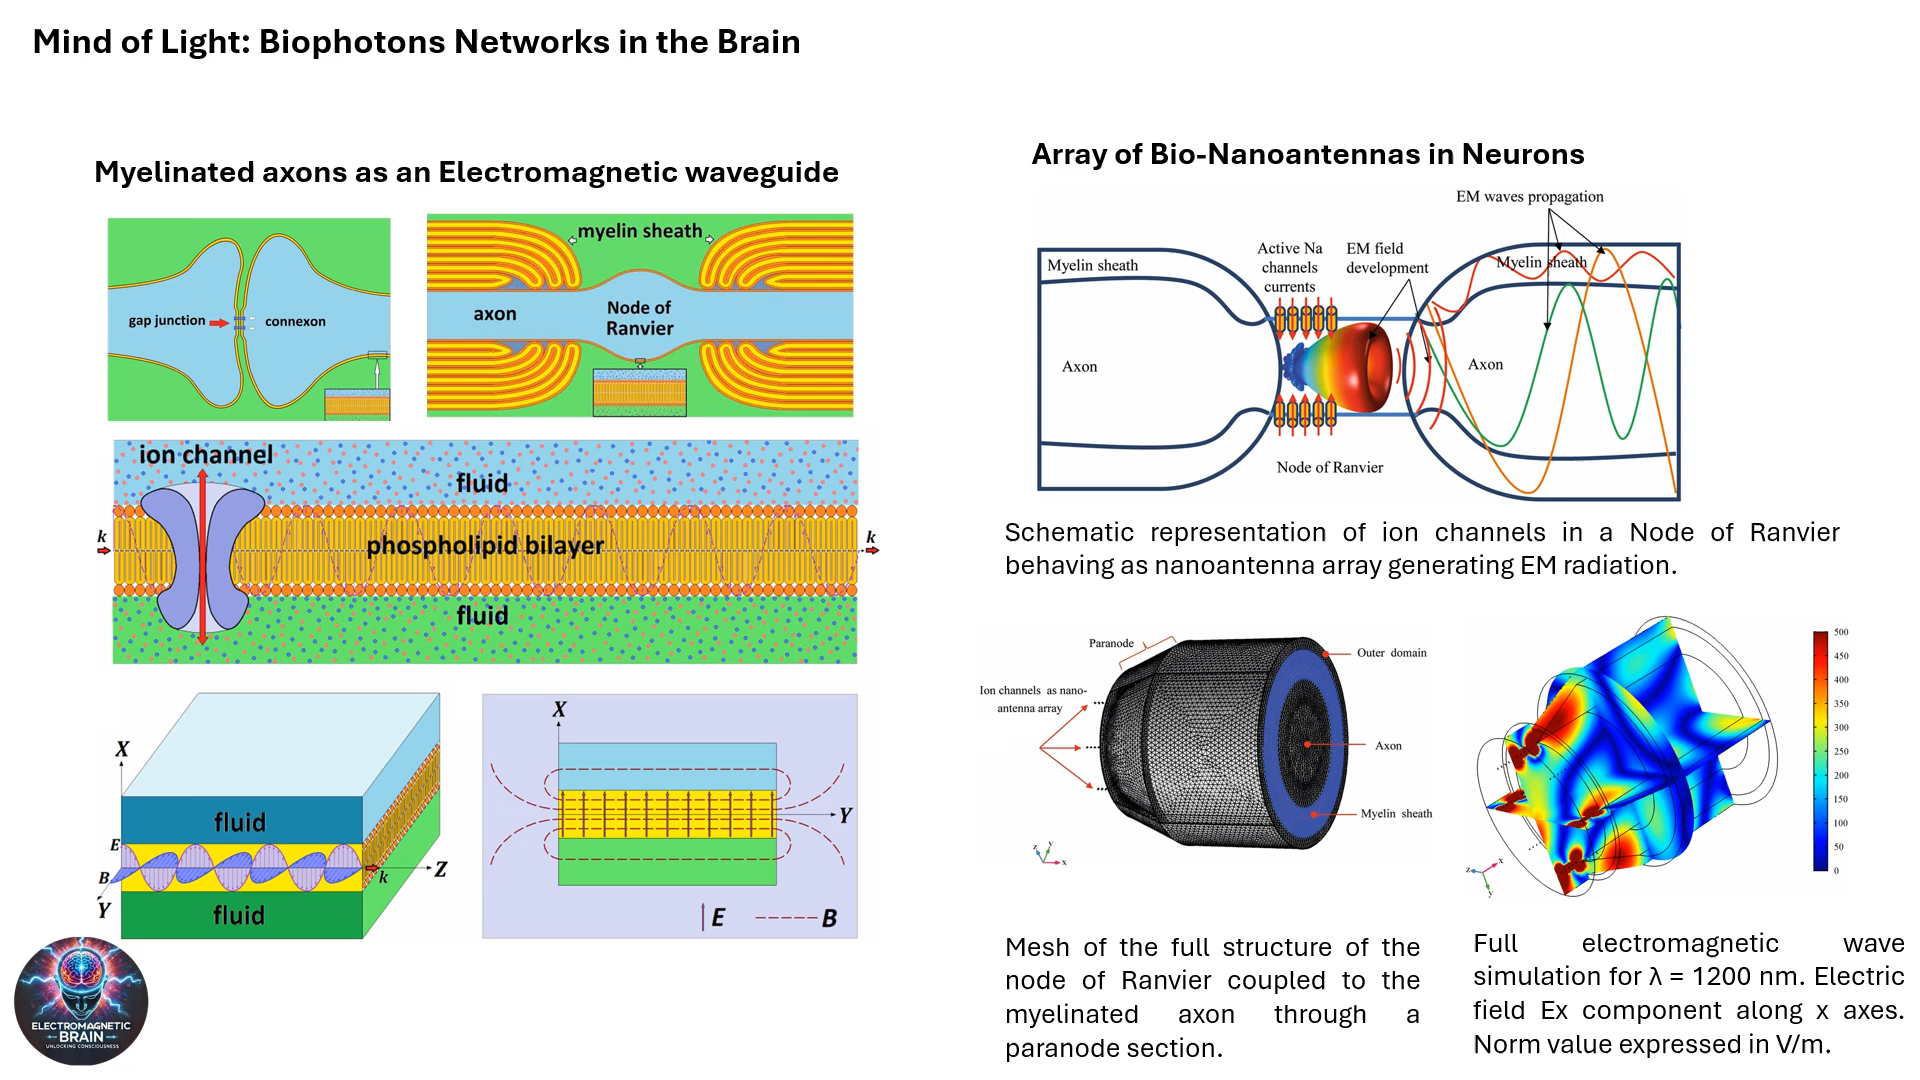 Mind of Light: Biophotons Networks in the Brain
Myelinated axons as an Electromagnetic waveguide
gap junction
connexon
myelin sheath
axon
Node of
Ranvier
ion channel
fluid
k
phospholipid bilayer
k
fluid
X
fluid
E
B
k
Z
Y
fluid
X
Y
E
B
ELECTROMAGNETIC
BRAIN
UNLOCKING CONSCIOUSNESS
Array of Bio-Nanoantennas in Neurons
EM waves propagation
Active Na
channels
currents
EM field
development
Myelin sheath
Myelin sheath
Axon
Axon
Node of Ranvier
Schematic representation of ion channels in a Node of Ranvier
behaving as nanoantenna array generating EM radiation.
Paranode
Outer domain
Ion channels as nano-
antenna array
Axon
Myelin sheath
z
y
x
500
450
400
350
300
250
200
150
100
50
0
x
z
y
Mesh of the full structure of the
node of Ranvier coupled to the
myelinated axon through a
paranode section.
Full electromagnetic wave
simulation for λ = 1200 nm. Electric
field Ex component along x axes.
Norm value expressed in V/m.